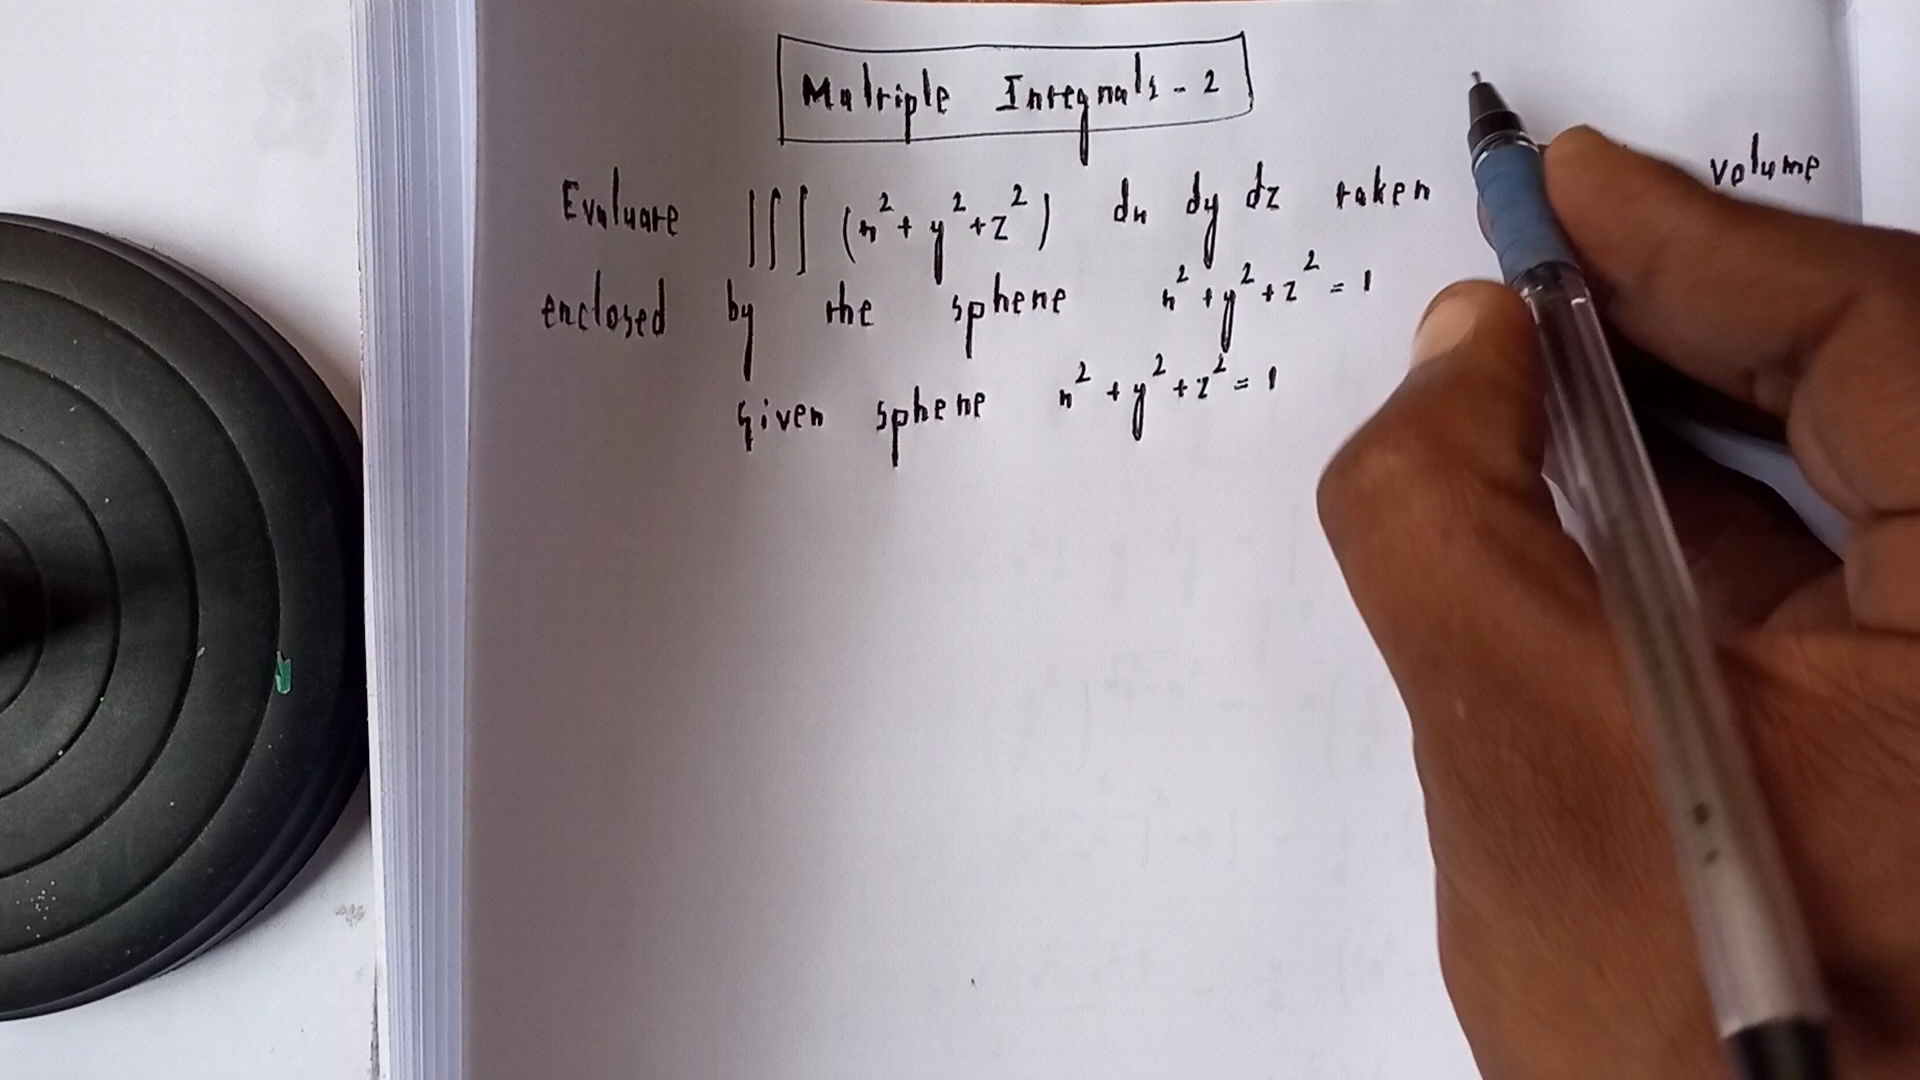 Multiple Integrals - 2
Evaluate ∫∫∫ (x² + y² + z²) dx dy dz taken volume
enclosed by the sphere x² + y² + z² = 1
Given sphere x² + y² + z² = 1